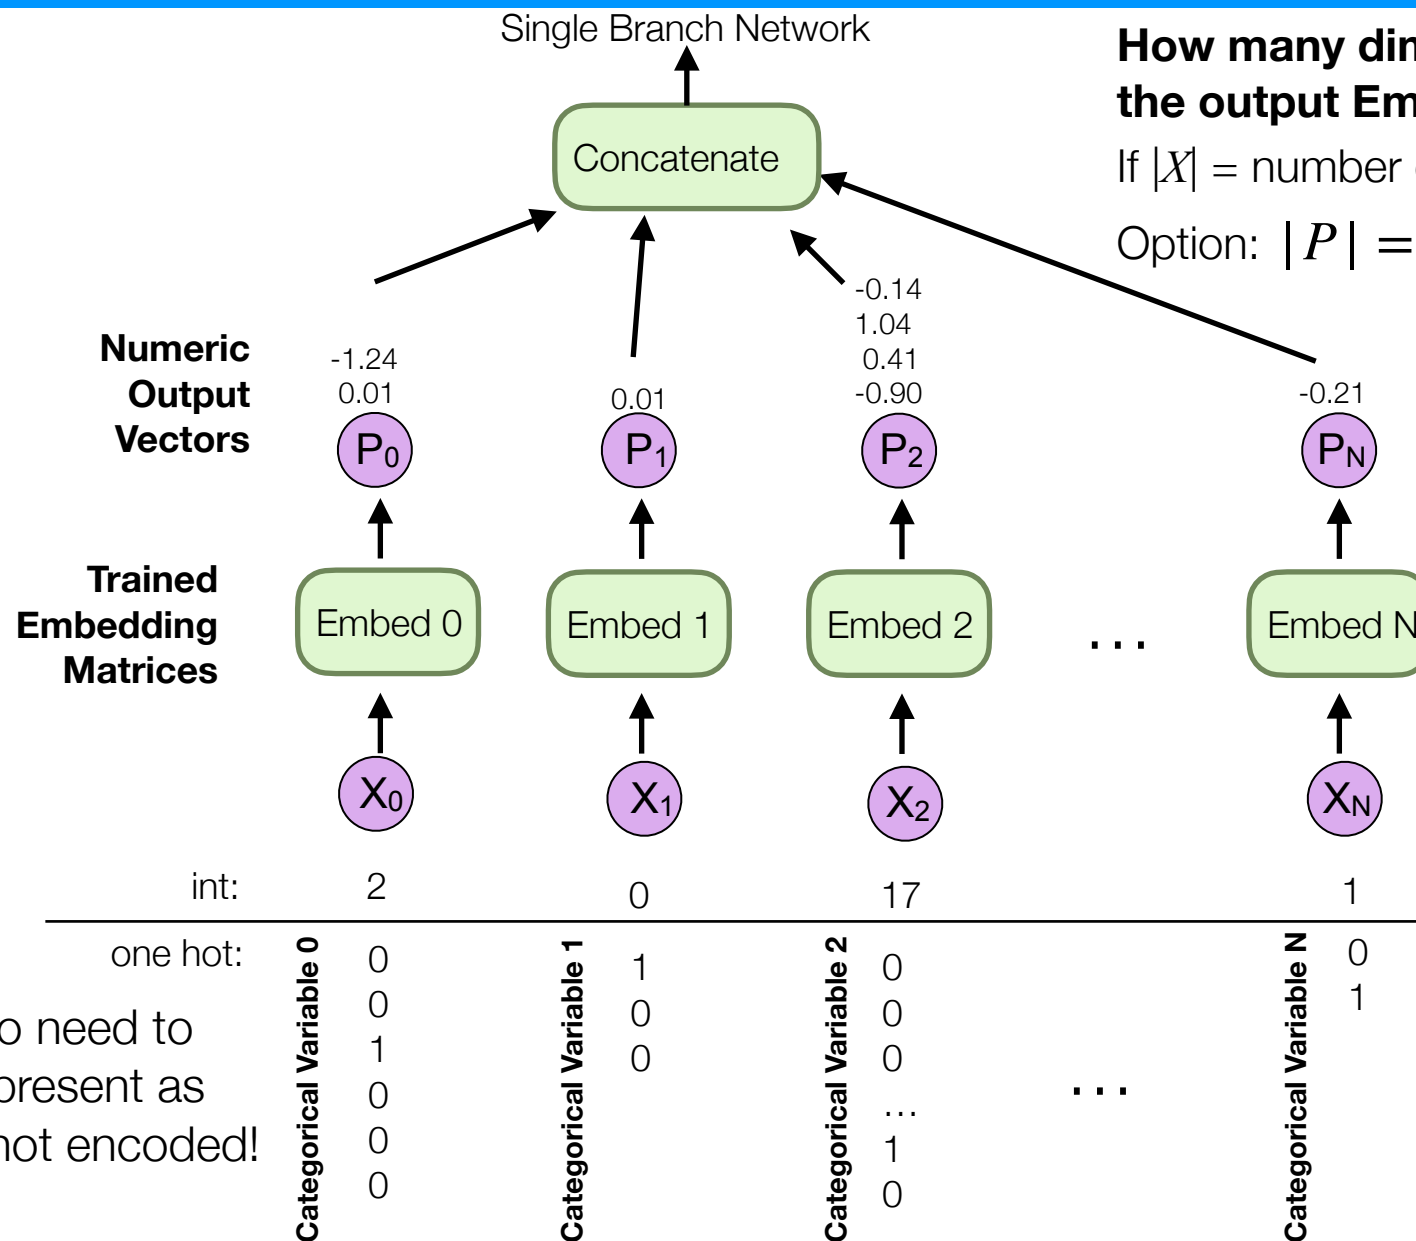 Single Branch Network
How many dim
the output Em
If |X| = number
Option: |P| =
Concatenate
Numeric
Output
Vectors
-1.24
0.01
0.01
-0.14
1.04
0.41
-0.90
-0.21
P0
P1
P2
PN
Trained
Embedding
Matrices
Embed 0
Embed 1
Embed 2
...
Embed N
X0
X1
X2
XN
int: 2 0 17 1
one hot:
Categorical Variable 0
0
0
1
0
0
0
Categorical Variable 1
1
0
0
Categorical Variable 2
0
0
0
...
1
0
...
Categorical Variable N
0
1
o need to
present as
not encoded!